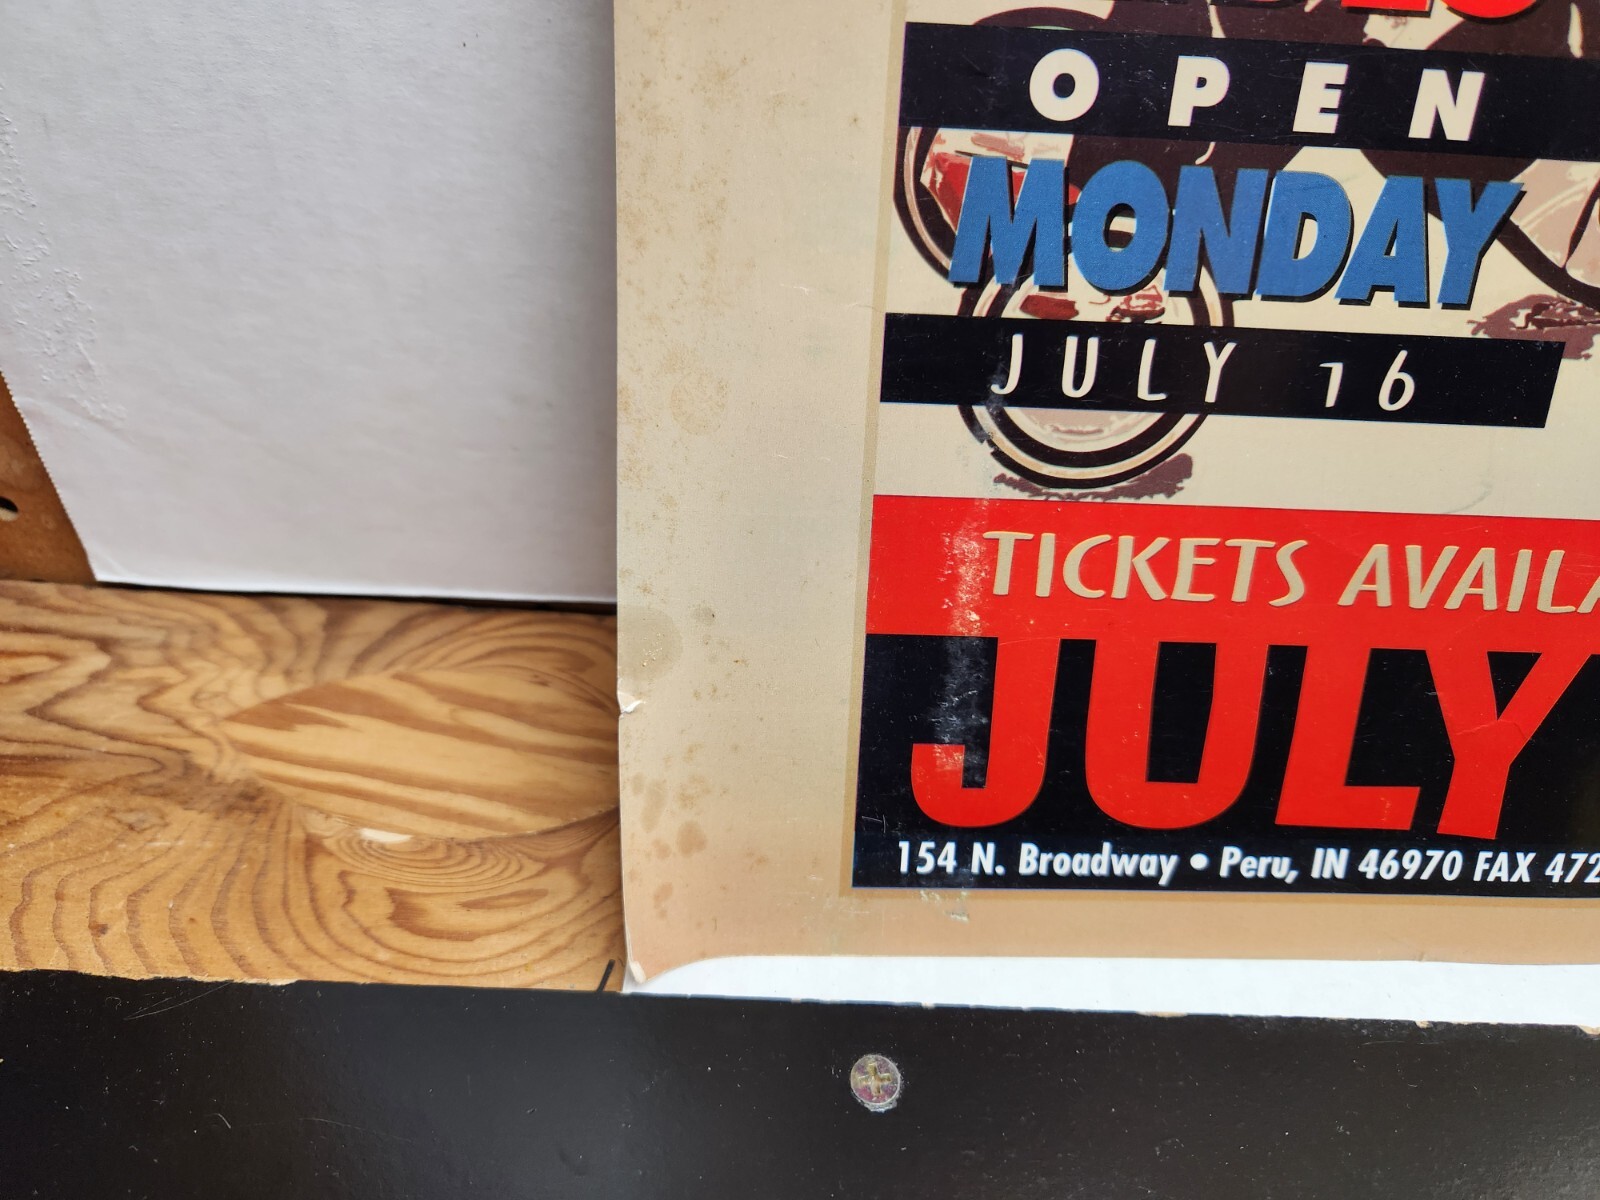 OPEN
MONDAY
JULY 16
TICKETS AVAILA
JULY
154 N. Broadway • Peru, IN 46970 FAX 472